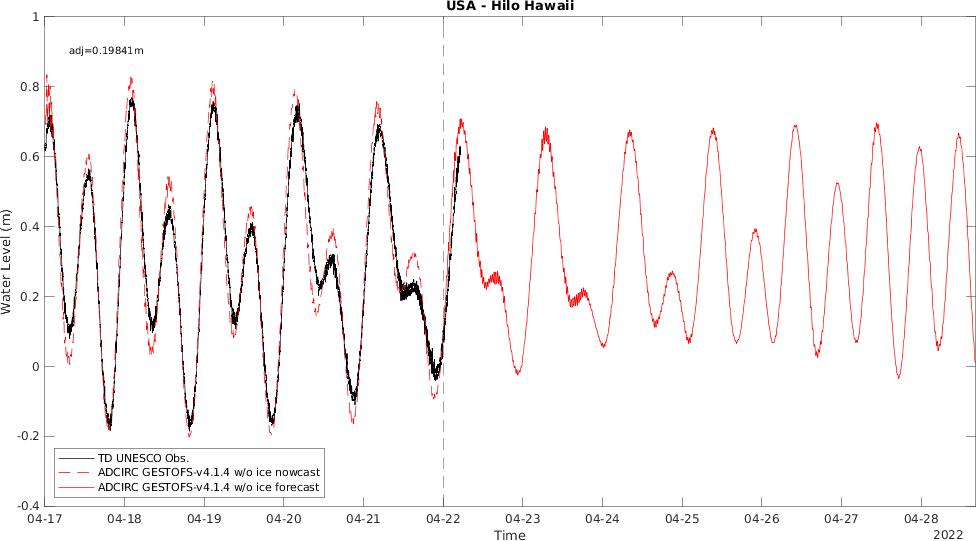 USA - Hilo Hawaii
adj=0.19841m
Water Level (m)
1
0.8
0.6
0.4
0.2
0
-0.2
-0.4
TD UNESCO Obs.
ADCIRC GESTOFS-v4.1.4 w/o ice nowcast
ADCIRC GESTOFS-v4.1.4 w/o ice forecast
04-17 04-18 04-19 04-20 04-21 04-22 04-23 04-24 04-25 04-26 04-27 04-28
Time
2022